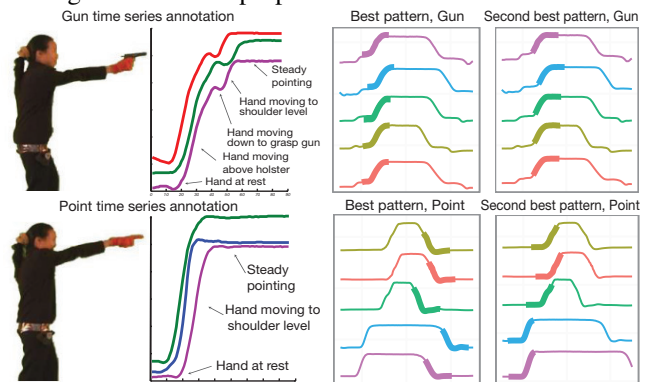 Gun time series annotation
Steady
pointing
Hand moving to
shoulder level
Hand moving
down to grasp gun
Hand moving
above holster
Hand at rest
Best pattern, Gun
Second best pattern, Gun
Point time series annotation
Steady
pointing
Hand moving to
shoulder level
Hand at rest
Best pattern, Point
Second best pattern, Point